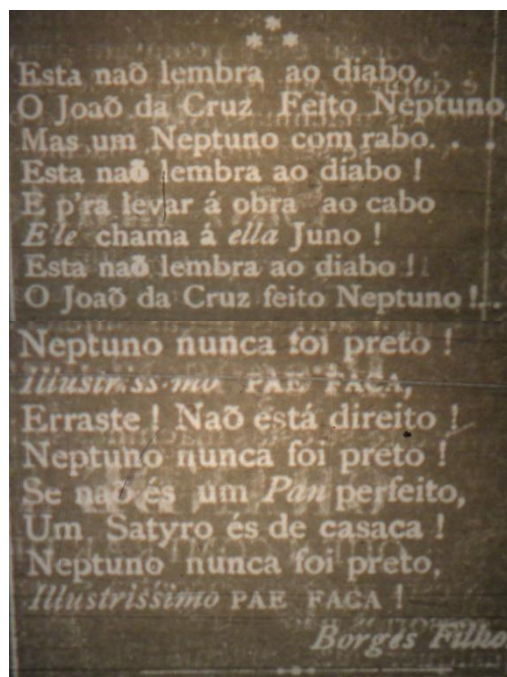 Esta naõ lembra ao diabo,
O Joaõ da Cruz Feito Neptuno,
Mas um Neptuno com rabo. . .
Esta naõ lembra ao diabo !
E p'ra levar á obra ao cabo
Ele chama á ella Juno !
Esta naõ lembra ao diabo !
O Joaõ da Cruz feito Neptuno !...
Neptuno nunca foi preto !
Illustrissimo PAE FACA,
Erraste ! Naõ está direito !
Neptuno nunca foi preto !
Se naõ és um Pan perfeito,
Um Satyro és de casaca !
Neptuno nunca foi preto,
Illustrissimo PAE FACA !
Borges Filho